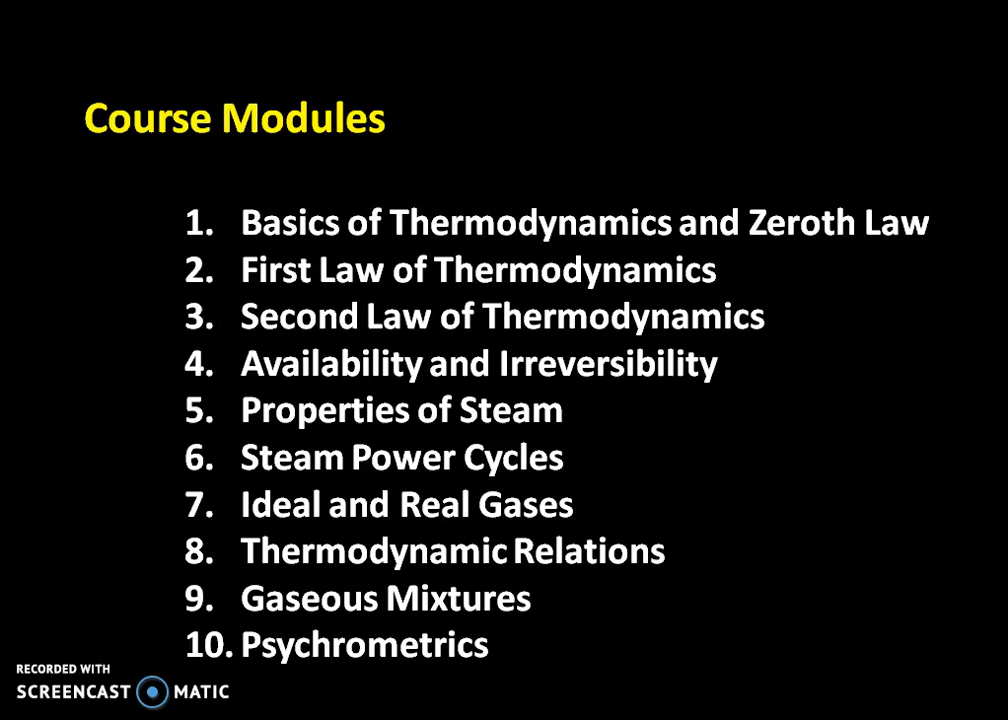 Course Modules
1. Basics of Thermodynamics and Zeroth Law
2. First Law of Thermodynamics
3. Second Law of Thermodynamics
4. Availability and Irreversibility
5. Properties of Steam
6. Steam Power Cycles
7. Ideal and Real Gases
8. Thermodynamic Relations
9. Gaseous Mixtures
10. Psychrometrics
RECORDED WITH
SCREENCAST MATIC